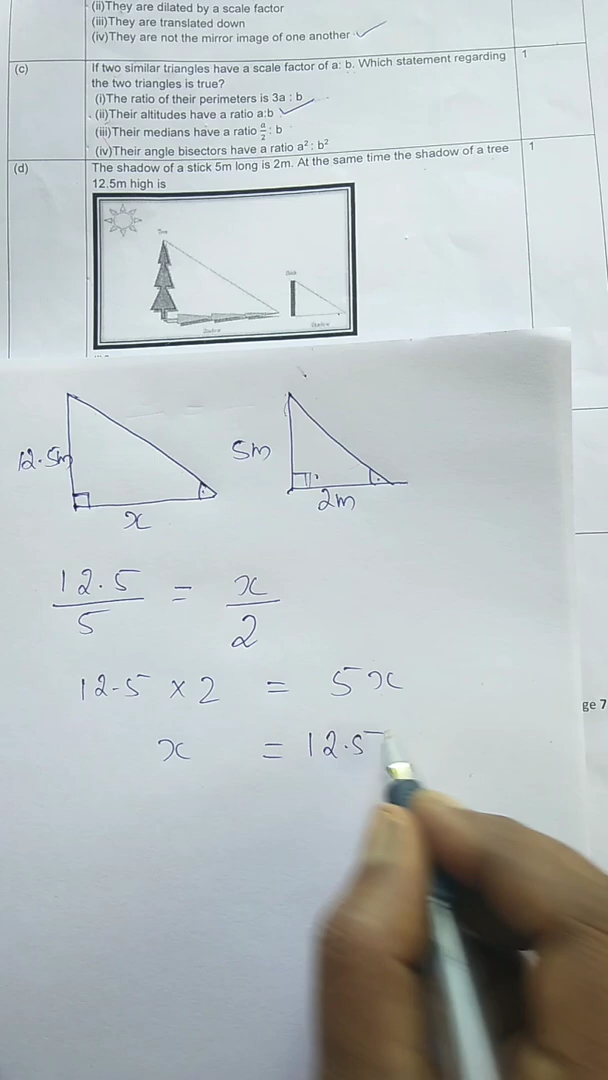 (ii)They are dilated by a scale factor
(iii)They are translated down
(iv)They are not the mirror image of one another
(c) If two similar triangles have a scale factor of a: b. Which statement regarding 1
the two triangles is true?
(i)The ratio of their perimeters is 3a : b
(ii)Their altitudes have a ratio a:b
(iii)Their medians have a ratio a/2 : b
(iv)Their angle bisectors have a ratio a² : b²
(d) The shadow of a stick 5m long is 2m. At the same time the shadow of a tree 1
12.5m high is
Tree
Stick
Shadow
Shadow
12.5m 5m
x 2m
12.5/5 = x/2
12.5 × 2 = 5x
x = 12.5
ge 7